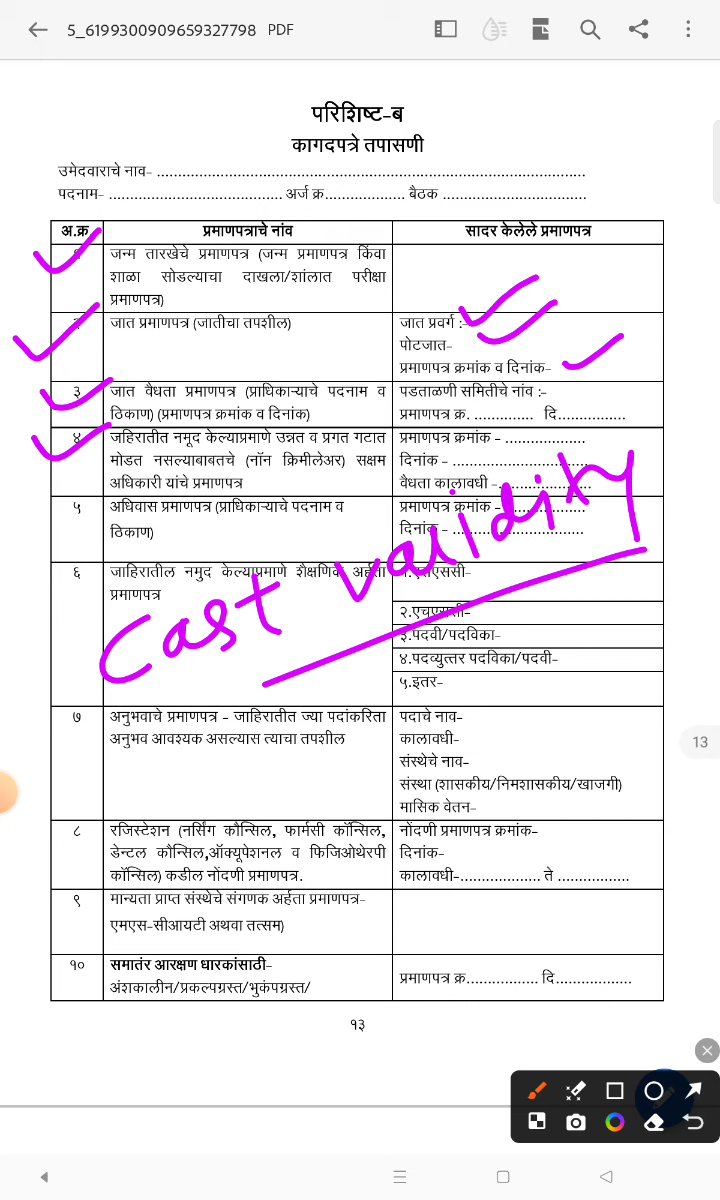 5_6199300909659327798 PDF
परिशिष्ट-ब
कागदपत्रे तपासणी
उमेदवाराचे नाव- ....................................................................................................
पदनाम- ......................................... अर्ज क्र................... बैठक ..................................
अ.क्र प्रमाणपत्राचे नांव सादर केलेले प्रमाणपत्र
जन्म तारखेचे प्रमाणपत्र (जन्म प्रमाणपत्र किंवा
शाळा सोडल्याचा दाखला/शांलात परीक्षा
प्रमाणपत्र)
जात प्रमाणपत्र (जातीचा तपशील) जात प्रवर्ग :-
पोटजात-
प्रमाणपत्र क्रमांक व दिनांक-
३ जात वैधता प्रमाणपत्र (प्राधिकाऱ्याचे पदनाम व पडताळणी समितीचे नांव :-
ठिकाण) (प्रमाणपत्र क्रमांक व दिनांक) प्रमाणपत्र क्र. .............. दि................
४ जहिरातीत नमूद केल्याप्रमाणे उन्नत व प्रगत गटात प्रमाणपत्र क्रमांक - ...................
मोडत नसल्याबाबतचे (नॉन क्रिमीलेअर) सक्षम दिनांक - ...............................
अधिकारी यांचे प्रमाणपत्र वैधता कालावधी -......................
५ अधिवास प्रमाणपत्र (प्राधिकाऱ्याचे पदनाम व प्रमाणपत्र क्रमांक - ...................
ठिकाण) दिनांक - ...............................
Cast validity
६ जाहिरातील नमुद केल्याप्रमाणे शैक्षणिक अर्हता १.एसएससी-
प्रमाणपत्र
२.एचएससी-
३.पदवी/पदविका-
४.पदव्युत्तर पदविका/पदवी-
५.इतर-
७ अनुभवाचे प्रमाणपत्र - जाहिरातीत ज्या पदांकरिता पदाचे नाव-
अनुभव आवश्यक असल्यास त्याचा तपशील कालावधी-
संस्थेचे नाव-
संस्था (शासकीय/निमशासकीय/खाजगी)
मासिक वेतन-
13
८ रजिस्टेशन (नर्सिंग कौन्सिल, फार्मसी कॉन्सिल, नोंदणी प्रमाणपत्र क्रमांक-
डेन्टल कौन्सिल,ऑक्यूपेशनल व फिजिओथेरपी दिनांक-
कॉन्सिल) कडील नोंदणी प्रमाणपत्र. कालावधी-................... ते .................
९ मान्यता प्राप्त संस्थेचे संगणक अर्हता प्रमाणपत्र-
एमएस-सीआयटी अथवा तत्सम)
१० समातंर आरक्षण धारकांसाठी-
अंशकालीन/प्रकल्पग्रस्त/भुकंपग्रस्त/ प्रमाणपत्र क्र................. दि..................
१३